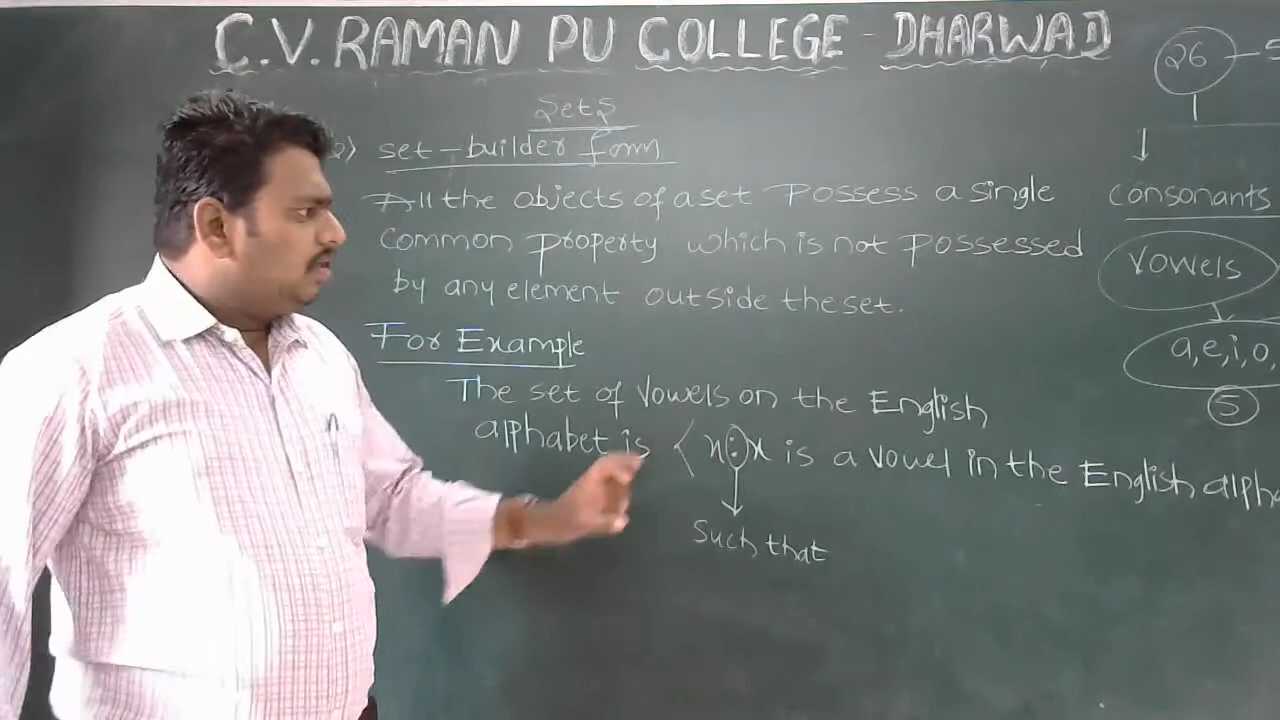 C.V. RAMAN PU COLLEGE - DHARWAD
Sets
2) set-builder form
All the objects of a set Possess a single
Common property which is not possessed
by any element outside the set.
For Example
The set of Vowels on the English
alphabet is { x : x is a vowel in the English alpha
Such that
26 - 5
Consonants
Vowels
a, e, i, o,
5